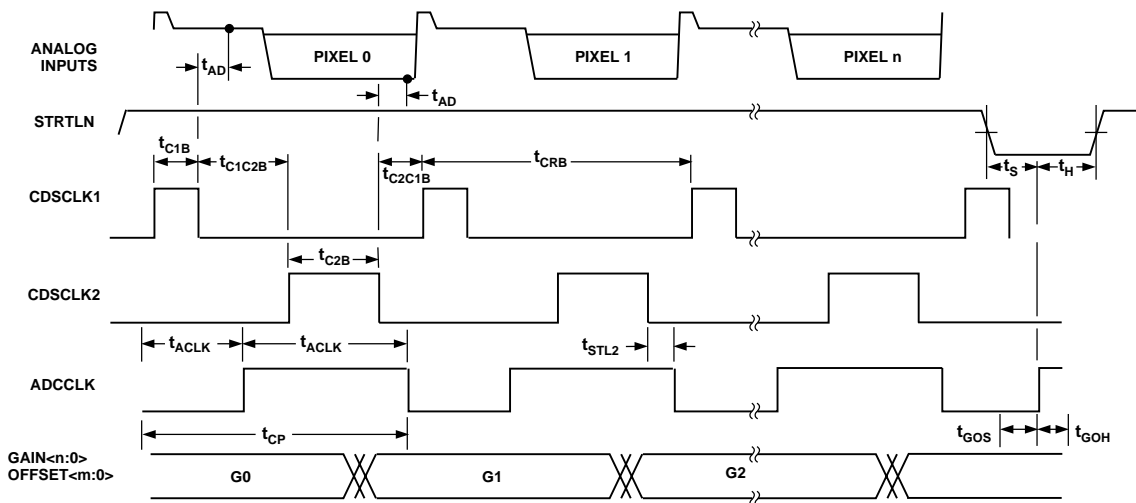 ANALOG
INPUTS
PIXEL 0
PIXEL 1
PIXEL n
tAD
tAD
STRTLN
tC1B
tC1C2B
tC2C1B
tCRB
tS
tH
CDSCLK1
tC2B
CDSCLK2
tACLK
tACLK
tSTL2
ADCCLK
tCP
tGOS
tGOH
GAIN<n:0>
OFFSET<m:0>
G0
G1
G2